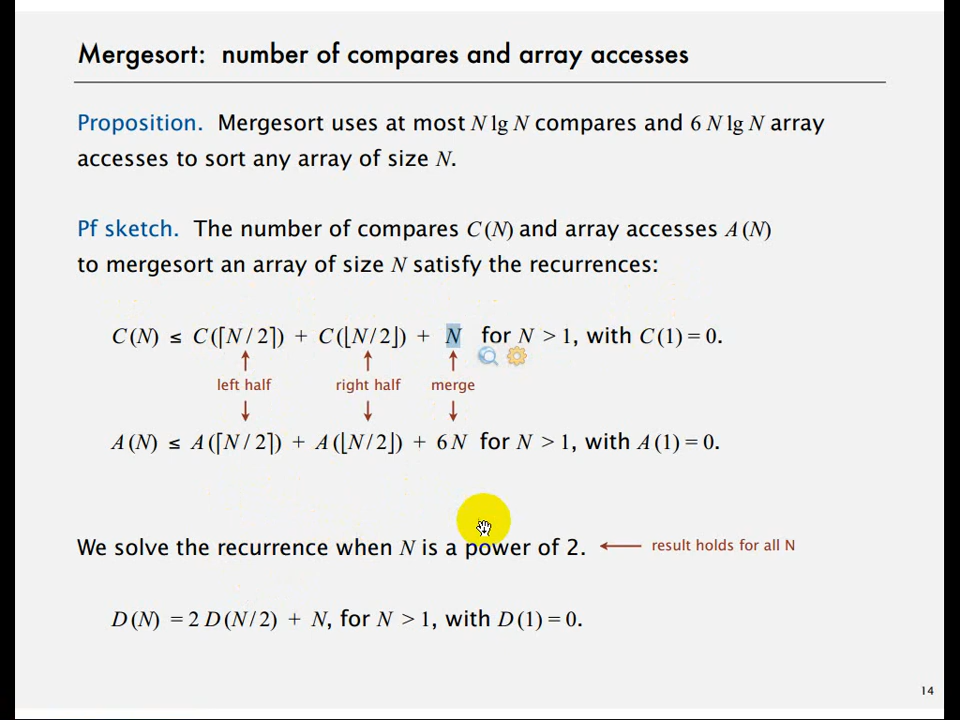 Mergesort: number of compares and array accesses
Proposition. Mergesort uses at most N lg N compares and 6 N lg N array
accesses to sort any array of size N.
Pf sketch. The number of compares C (N) and array accesses A (N)
to mergesort an array of size N satisfy the recurrences:
C (N) ≤ C (⌈N / 2⌉) + C (⌊N / 2⌋) + N for N > 1, with C (1) = 0.
left half right half merge
A (N) ≤ A (⌈N / 2⌉) + A (⌊N / 2⌋) + 6 N for N > 1, with A (1) = 0.
We solve the recurrence when N is a power of 2. ← result holds for all N
D (N) = 2 D (N / 2) + N, for N > 1, with D (1) = 0.
14